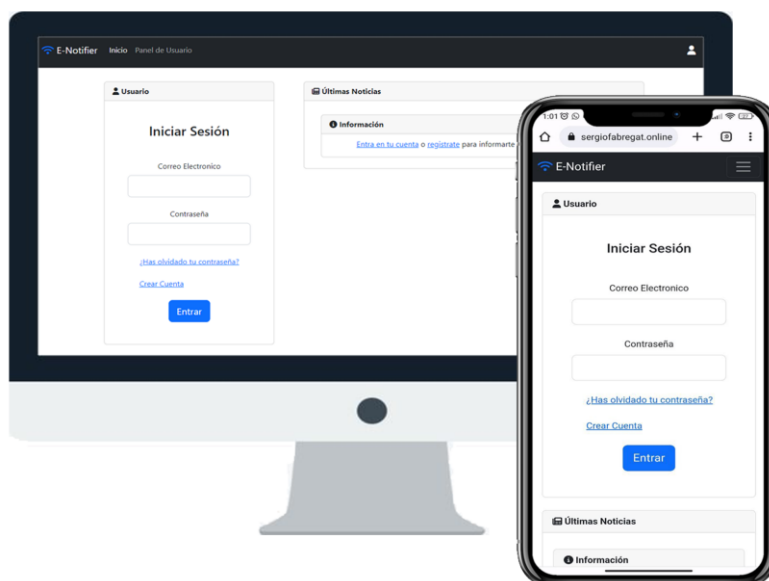 E-Notifier Inicio Panel de Usuario
Usuario
Iniciar Sesión
Correo Electronico
Contraseña
¿Has olvidado tu contraseña?
Crear Cuenta
Entrar
Últimas Noticias
Información
Entra en tu cuenta o registrate para informarte
1:01
sergiofabregat.online
E-Notifier
Usuario
Iniciar Sesión
Correo Electronico
Contraseña
¿Has olvidado tu contraseña?
Crear Cuenta
Entrar
Últimas Noticias
Información